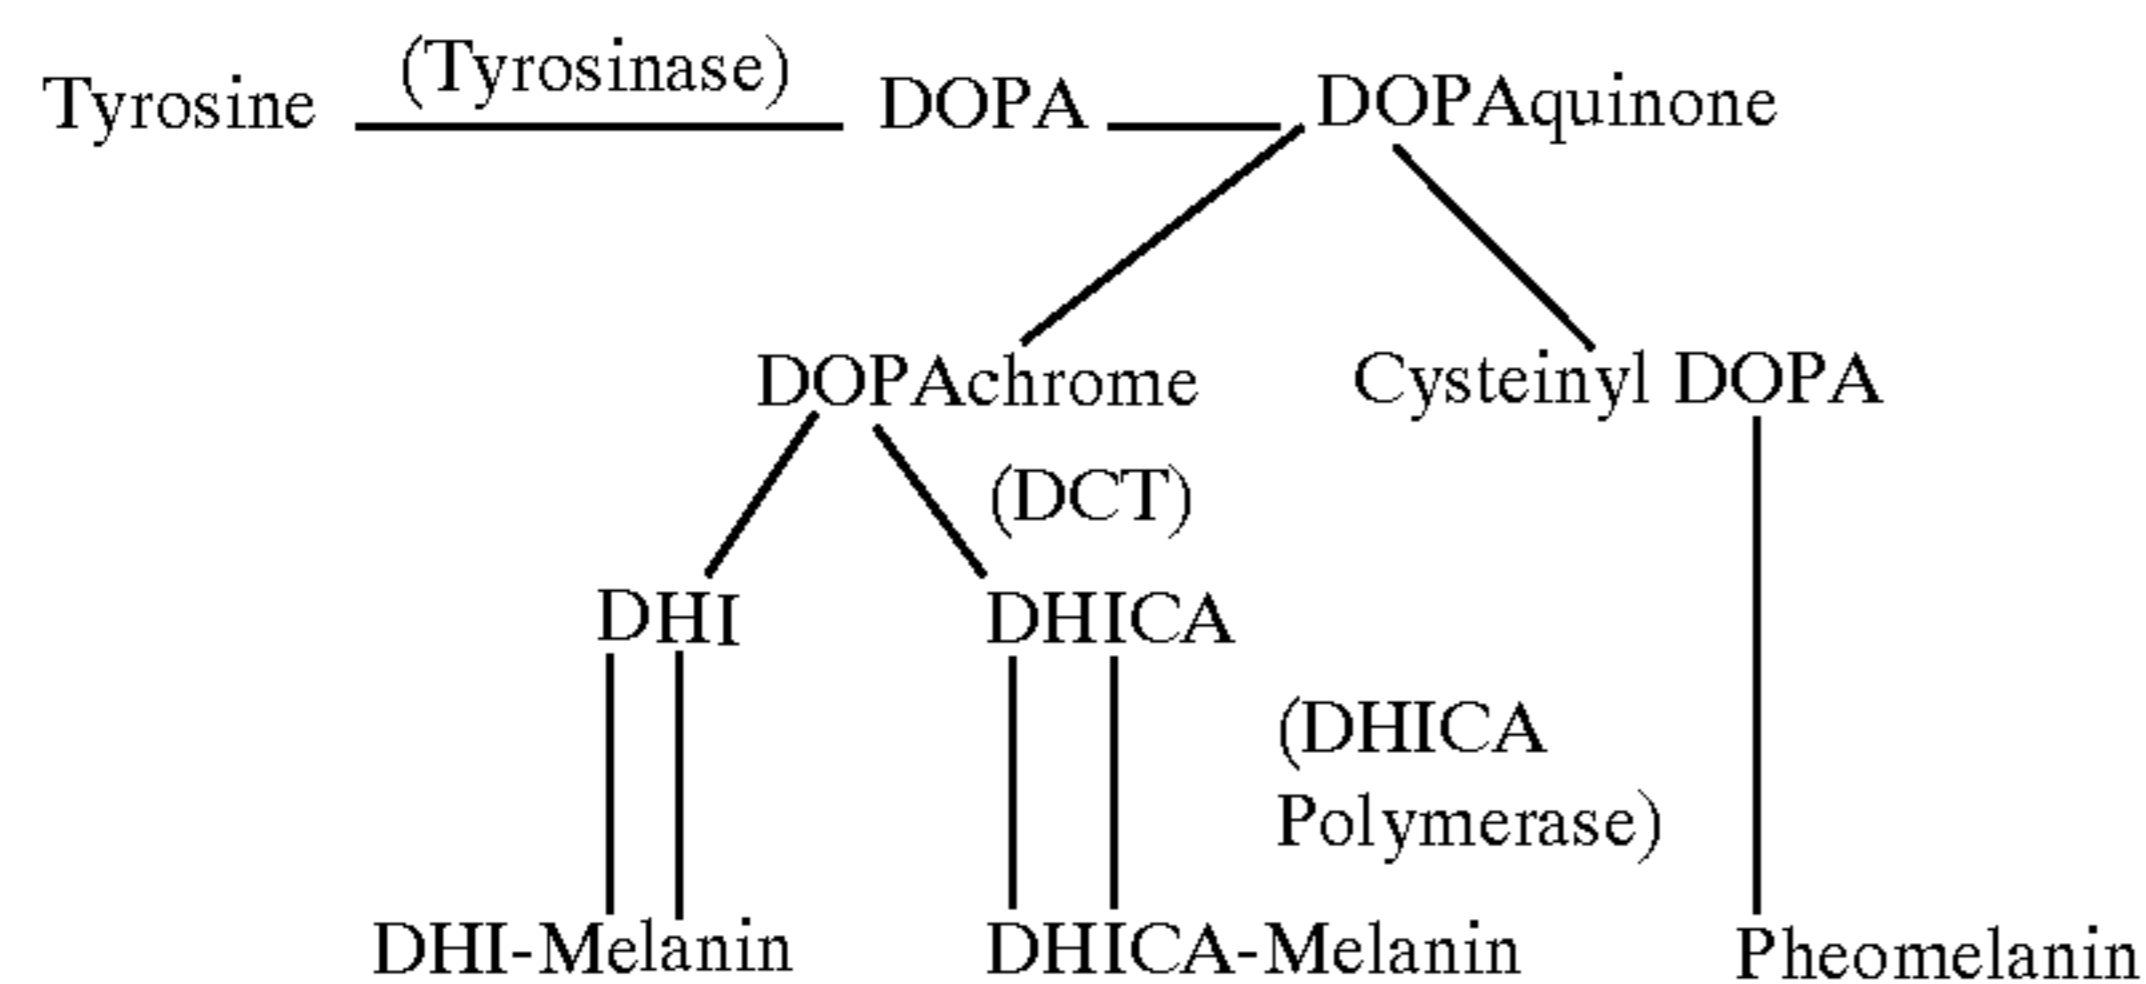 Tyrosine (Tyrosinase) DOPA DOPAquinone
DOPAchrome Cysteinyl DOPA
(DCT)
DHI DHICA
(DHICA
Polymerase)
DHI-Melanin DHICA-Melanin Pheomelanin